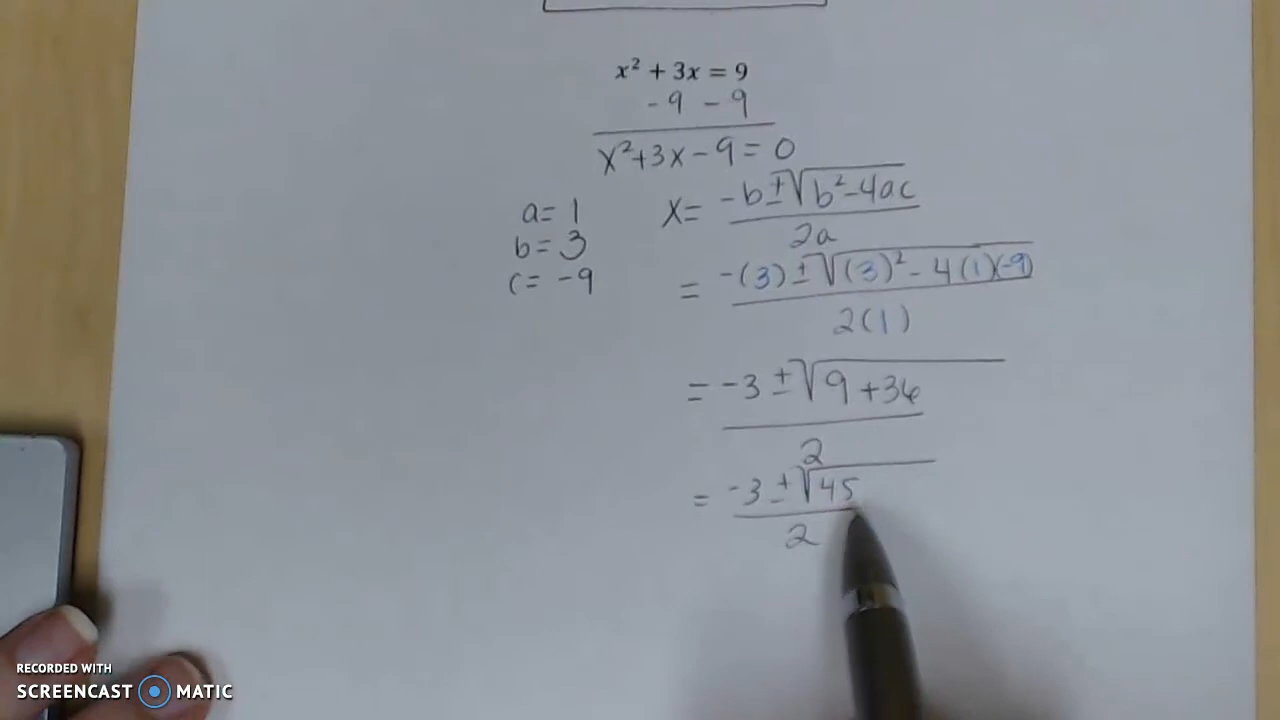 x² + 3x = 9
-9 -9
x²+3x-9=0
a= 1
b= 3
c= -9
x= -b±√b²-4ac
2a
= -(3)±√(3)²-4(1)(-9)
2(1)
= -3±√9+36
2
= -3±√45
2
RECORDED WITH
SCREENCAST MATIC